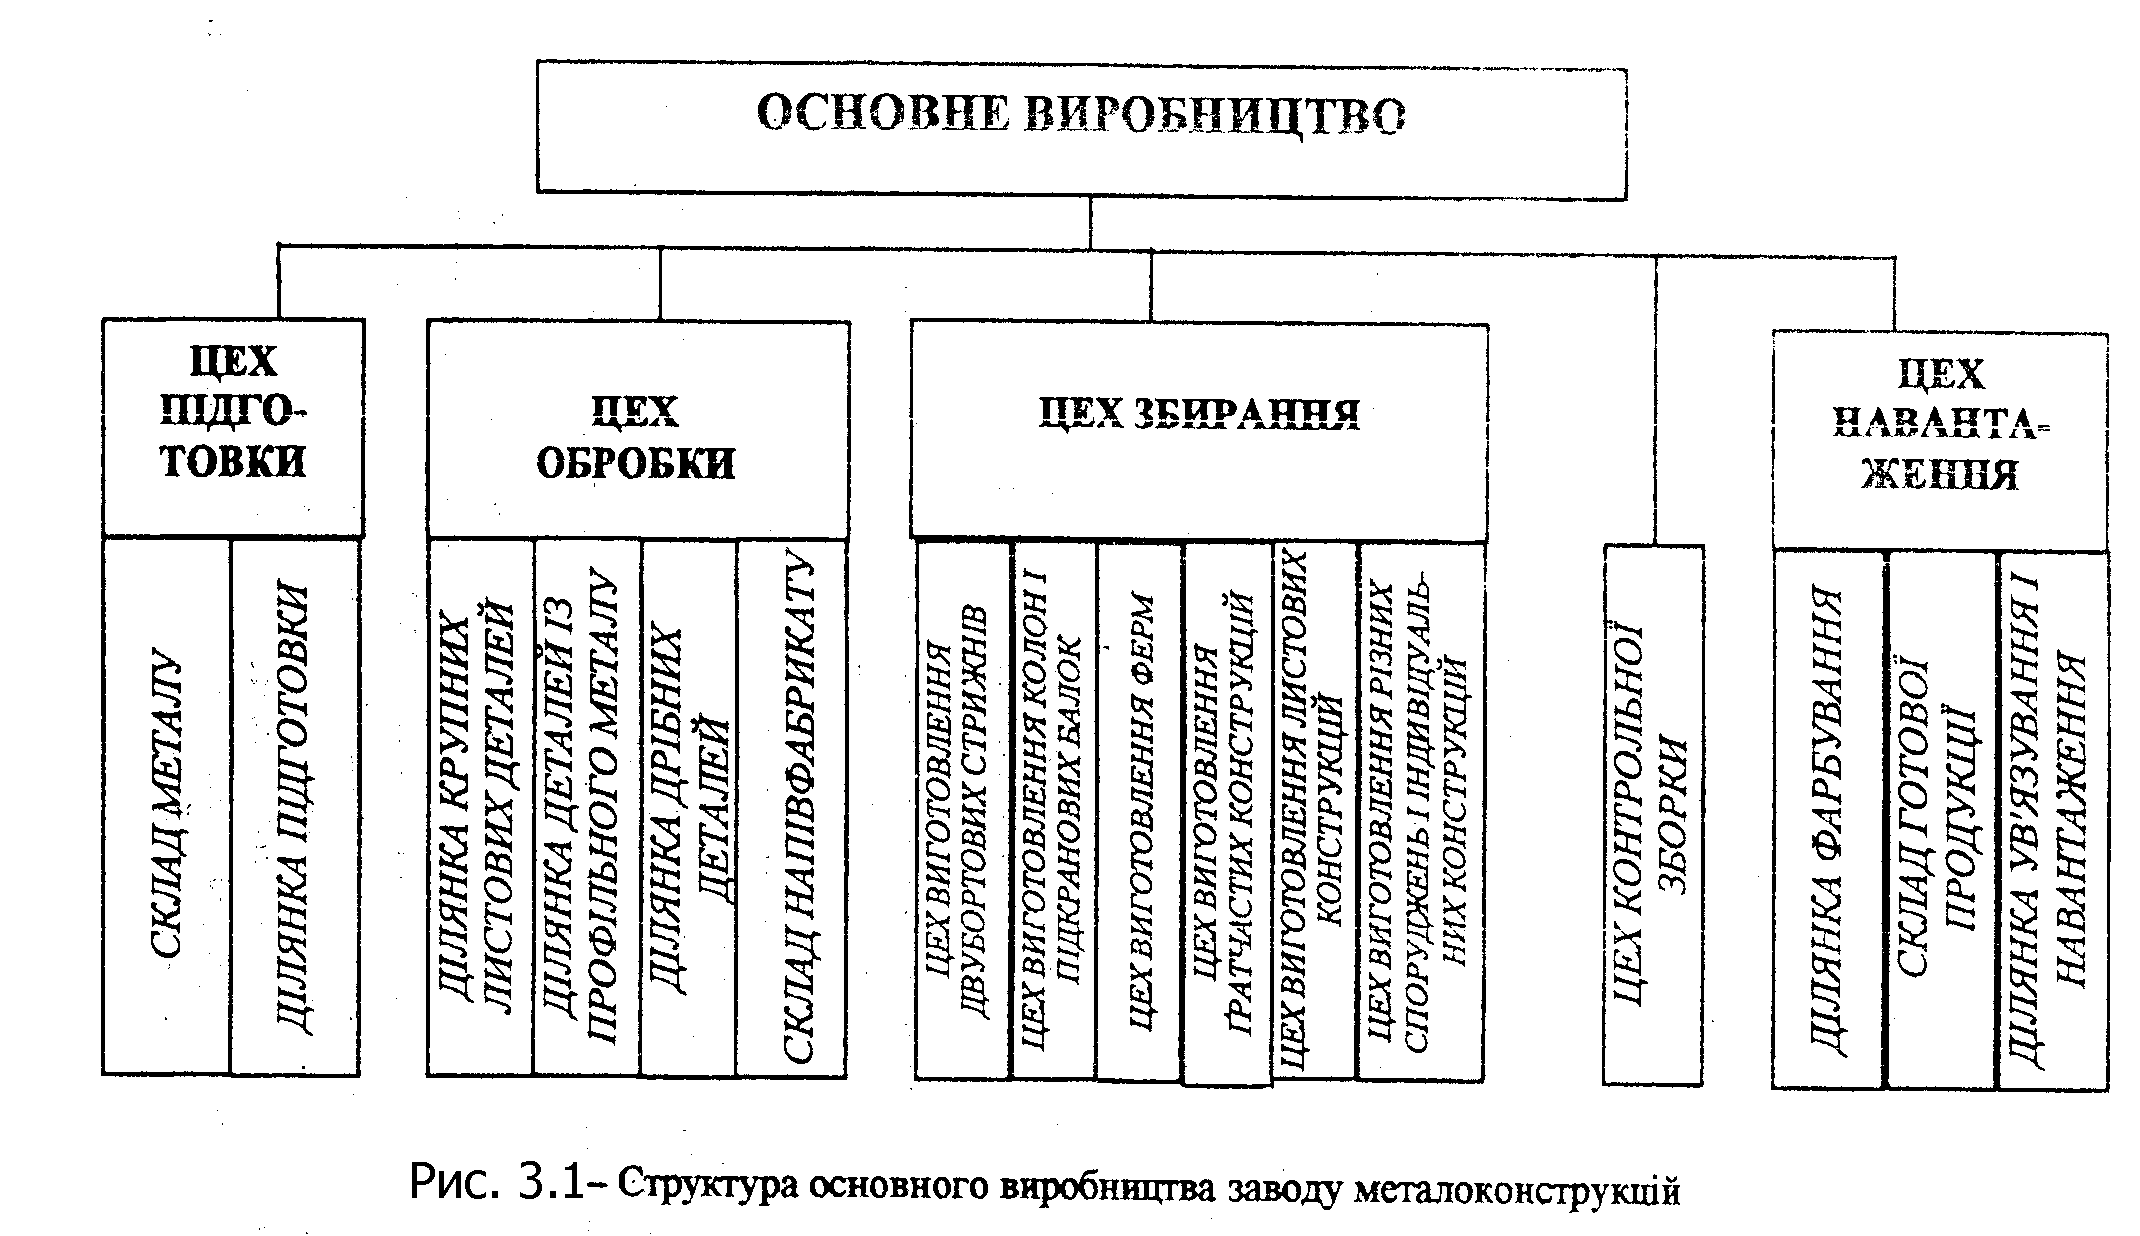 ОСНОВНЕ ВИРОБНИЦТВО
ЦЕХ
ПІДГО-
ТОВКИ
СКЛАД МЕТАЛУ
ДІЛЯНКА ПІДГОТОВКИ
ЦЕХ
ОБРОБКИ
ДІЛЯНКА КРУПНИХ
ЛИСТОВИХ ДЕТАЛЕЙ
ДІЛЯНКА ДЕТАЛЕЙ ІЗ
ПРОФІЛЬНОГО МЕТАЛУ
ДІЛЯНКА ДРІБНИХ
ДЕТАЛЕЙ
СКЛАД НАПІВФАБРИКАТУ
ЦЕХ ЗБИРАННЯ
ЦЕХ ВИГОТОВЛЕННЯ
ДВУБОРТОВИХ СТРИЖНІВ
ЦЕХ ВИГОТОВЛЕННЯ КОЛОН І
ПІДКРАНОВИХ БАЛОК
ЦЕХ ВИГОТОВЛЕННЯ ФЕРМ
ЦЕХ ВИГОТОВЛЕННЯ
ҐРАТЧАСТИХ КОНСТРУКЦІЙ
ЦЕХ ВИГОТОВЛЕННЯ ЛИСТОВИХ
КОНСТРУКЦІЙ
ЦЕХ ВИГОТОВЛЕННЯ РІЗНИХ
СПОРУДЖЕНЬ І ІНДИВІДУАЛЬ-
НИХ КОНСТРУКЦІЙ
ЦЕХ КОНТРОЛЬНОЇ
ЗБОРКИ
ЦЕХ
НАВАНТА-
ЖЕННЯ
ДІЛЯНКА ФАРБУВАННЯ
СКЛАД ГОТОВОЇ
ПРОДУКЦІЇ
ДІЛЯНКА УВ'ЯЗУВАННЯ І
НАВАНТАЖЕННЯ
Рис. 3.1– Структура основного виробництва заводу металоконструкцій